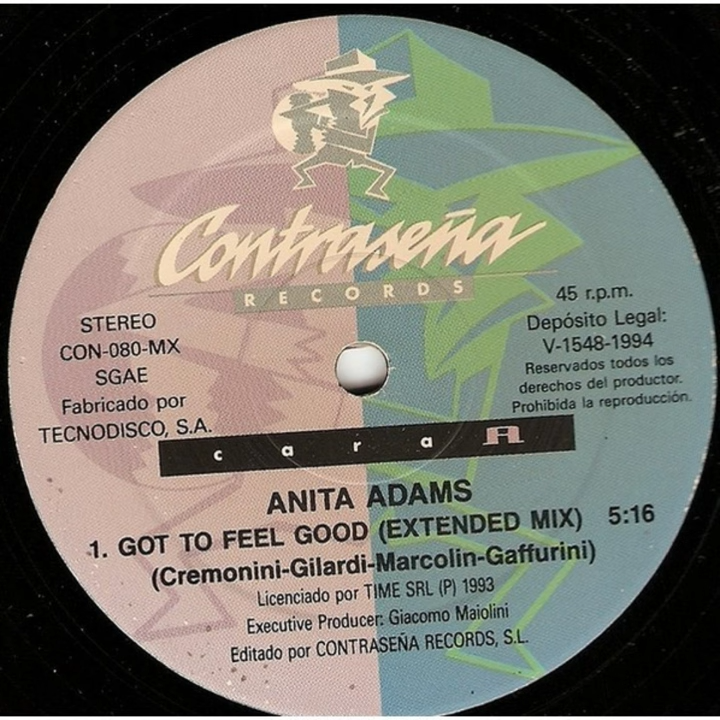 Contraseña
RECORDS
STEREO
CON-080-MX
SGAE
Fabricado por
TECNODISCO, S.A.
45 r.p.m.
Depósito Legal:
V-1548-1994
Reservados todos los
derechos del productor.
Prohibida la reproducción.
cara A
ANITA ADAMS
1. GOT TO FEEL GOOD (EXTENDED MIX) 5:16
(Cremonini-Gilardi-Marcolin-Gaffurini)
Licenciado por TIME SRL (P) 1993
Executive Producer: Giacomo Maiolini
Editado por CONTRASEÑA RECORDS, S.L.